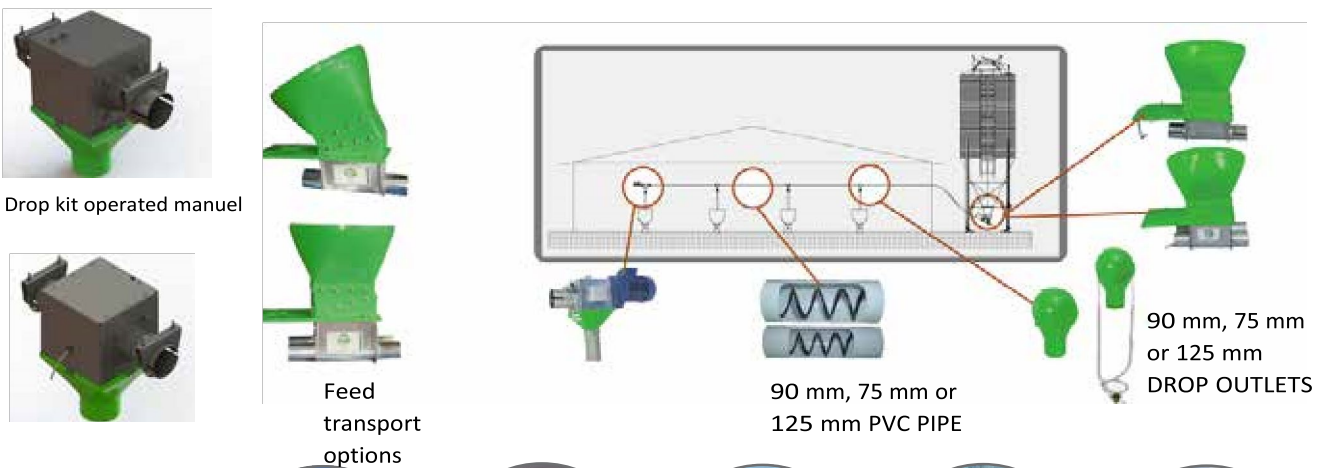 Drop kit operated manuel
Feed
transport
options
90 mm, 75 mm or
125 mm PVC PIPE
90 mm, 75 mm
or 125 mm
DROP OUTLETS